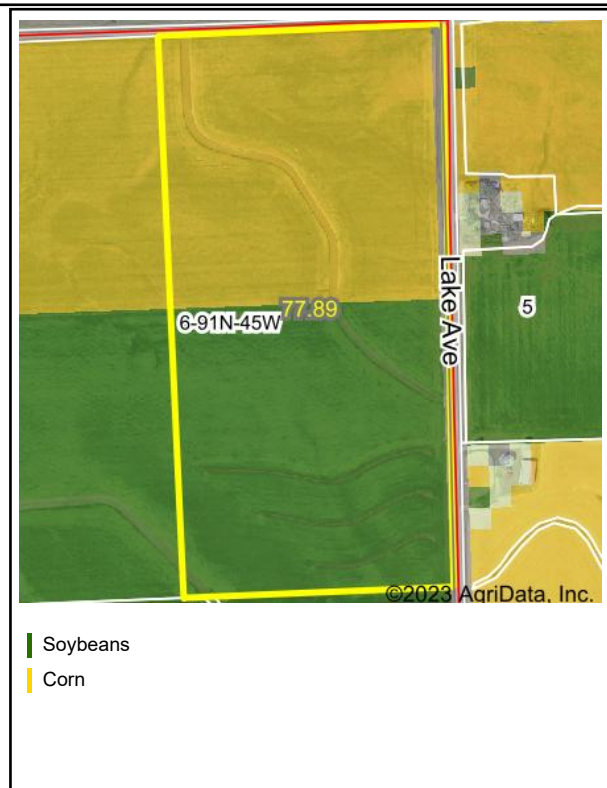 Lake Ave
77.89
6-91N-45W
5
©2023 AgriData, Inc.
Soybeans
Corn